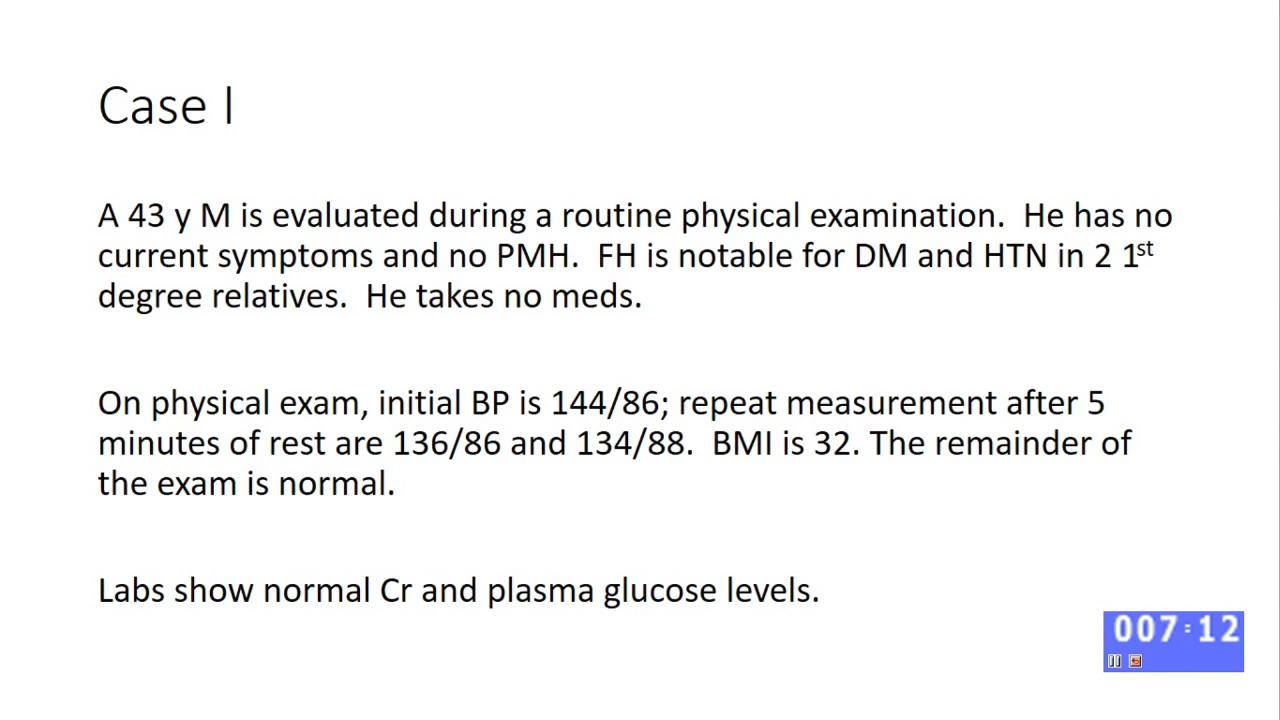 Case I
A 43 y M is evaluated during a routine physical examination.  He has no
current symptoms and no PMH.  FH is notable for DM and HTN in 2 1st
degree relatives.  He takes no meds.
On physical exam, initial BP is 144/86; repeat measurement after 5
minutes of rest are 136/86 and 134/88.  BMI is 32. The remainder of
the exam is normal.
Labs show normal Cr and plasma glucose levels.
007:12